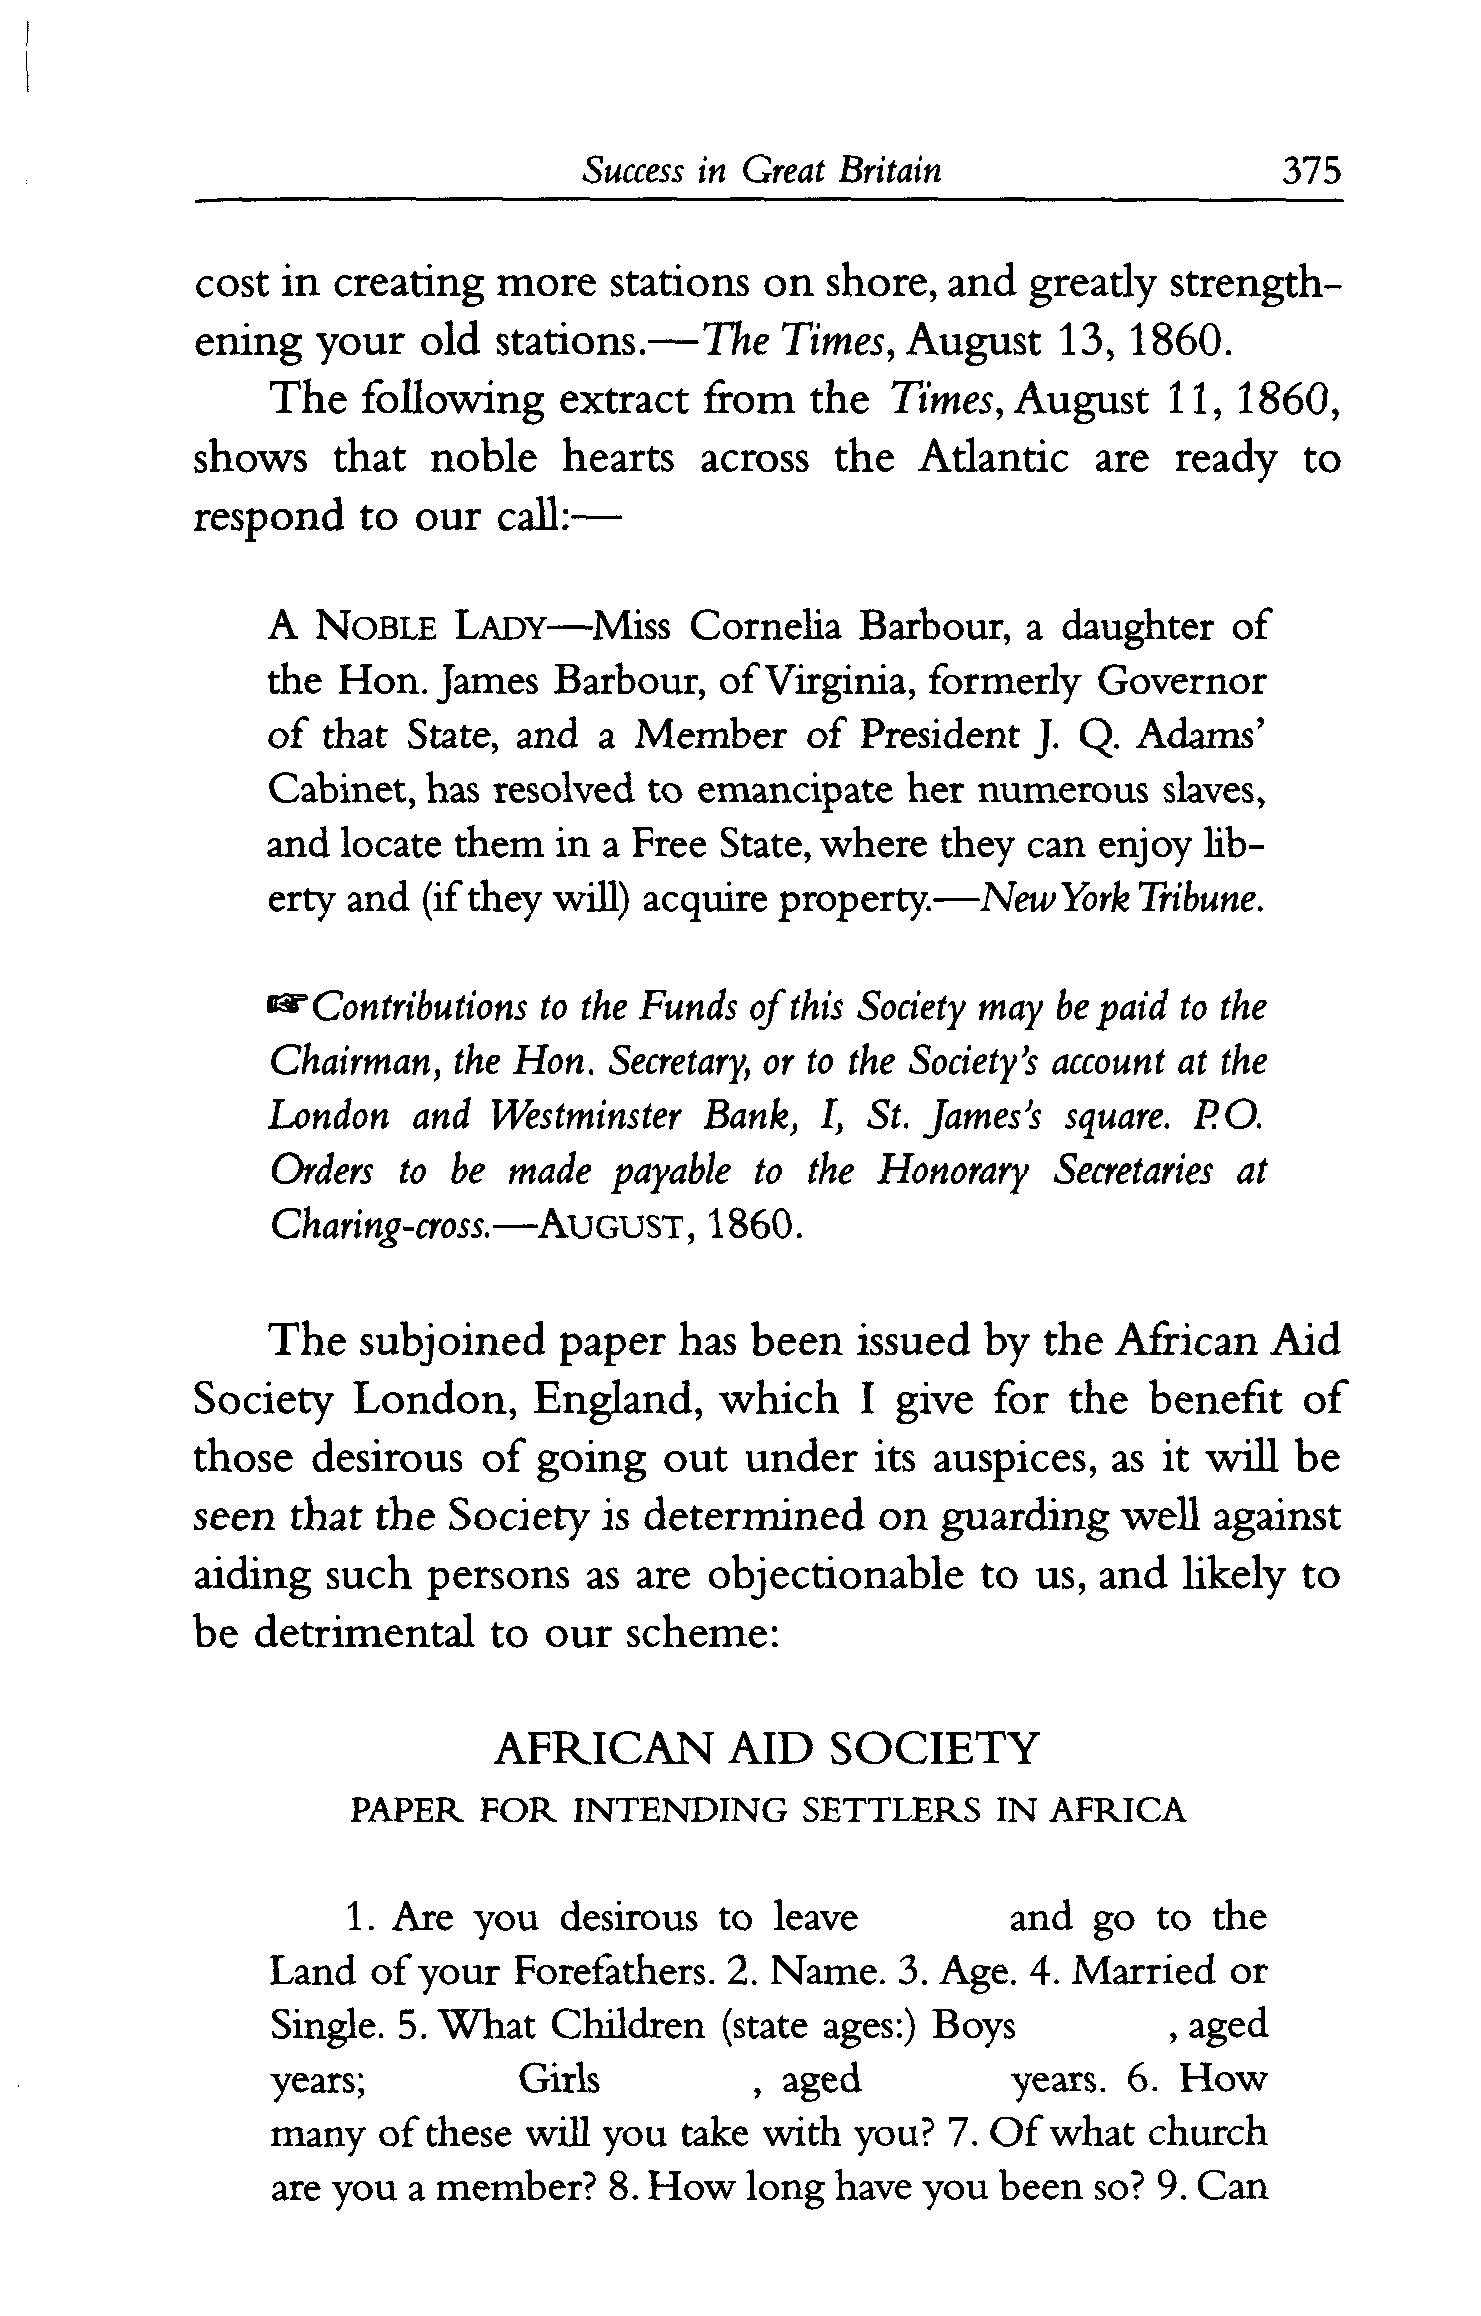 Success in Great Britain 375
cost in creating more stations on shore, and greatly strength-
ening your old stations.—The Times, August 13, 1860.
The following extract from the Times, August 11, 1860,
shows that noble hearts across the Atlantic are ready to
respond to our call:—
A NOBLE LADY—Miss Cornelia Barbour, a daughter of
the Hon. James Barbour, of Virginia, formerly Governor
of that State, and a Member of President J. Q. Adams'
Cabinet, has resolved to emancipate her numerous slaves,
and locate them in a Free State, where they can enjoy lib-
erty and (if they will) acquire property.—New York Tribune.
☞Contributions to the Funds of this Society may be paid to the
Chairman, the Hon. Secretary, or to the Society's account at the
London and Westminster Bank, I, St. James's square. P.O.
Orders to be made payable to the Honorary Secretaries at
Charing-cross.—AUGUST, 1860.
The subjoined paper has been issued by the African Aid
Society London, England, which I give for the benefit of
those desirous of going out under its auspices, as it will be
seen that the Society is determined on guarding well against
aiding such persons as are objectionable to us, and likely to
be detrimental to our scheme:
AFRICAN AID SOCIETY
PAPER FOR INTENDING SETTLERS IN AFRICA
1. Are you desirous to leave and go to the
Land of your Forefathers. 2. Name. 3. Age. 4. Married or
Single. 5. What Children (state ages:) Boys , aged
years; Girls , aged years. 6. How
many of these will you take with you? 7. Of what church
are you a member? 8. How long have you been so? 9. Can